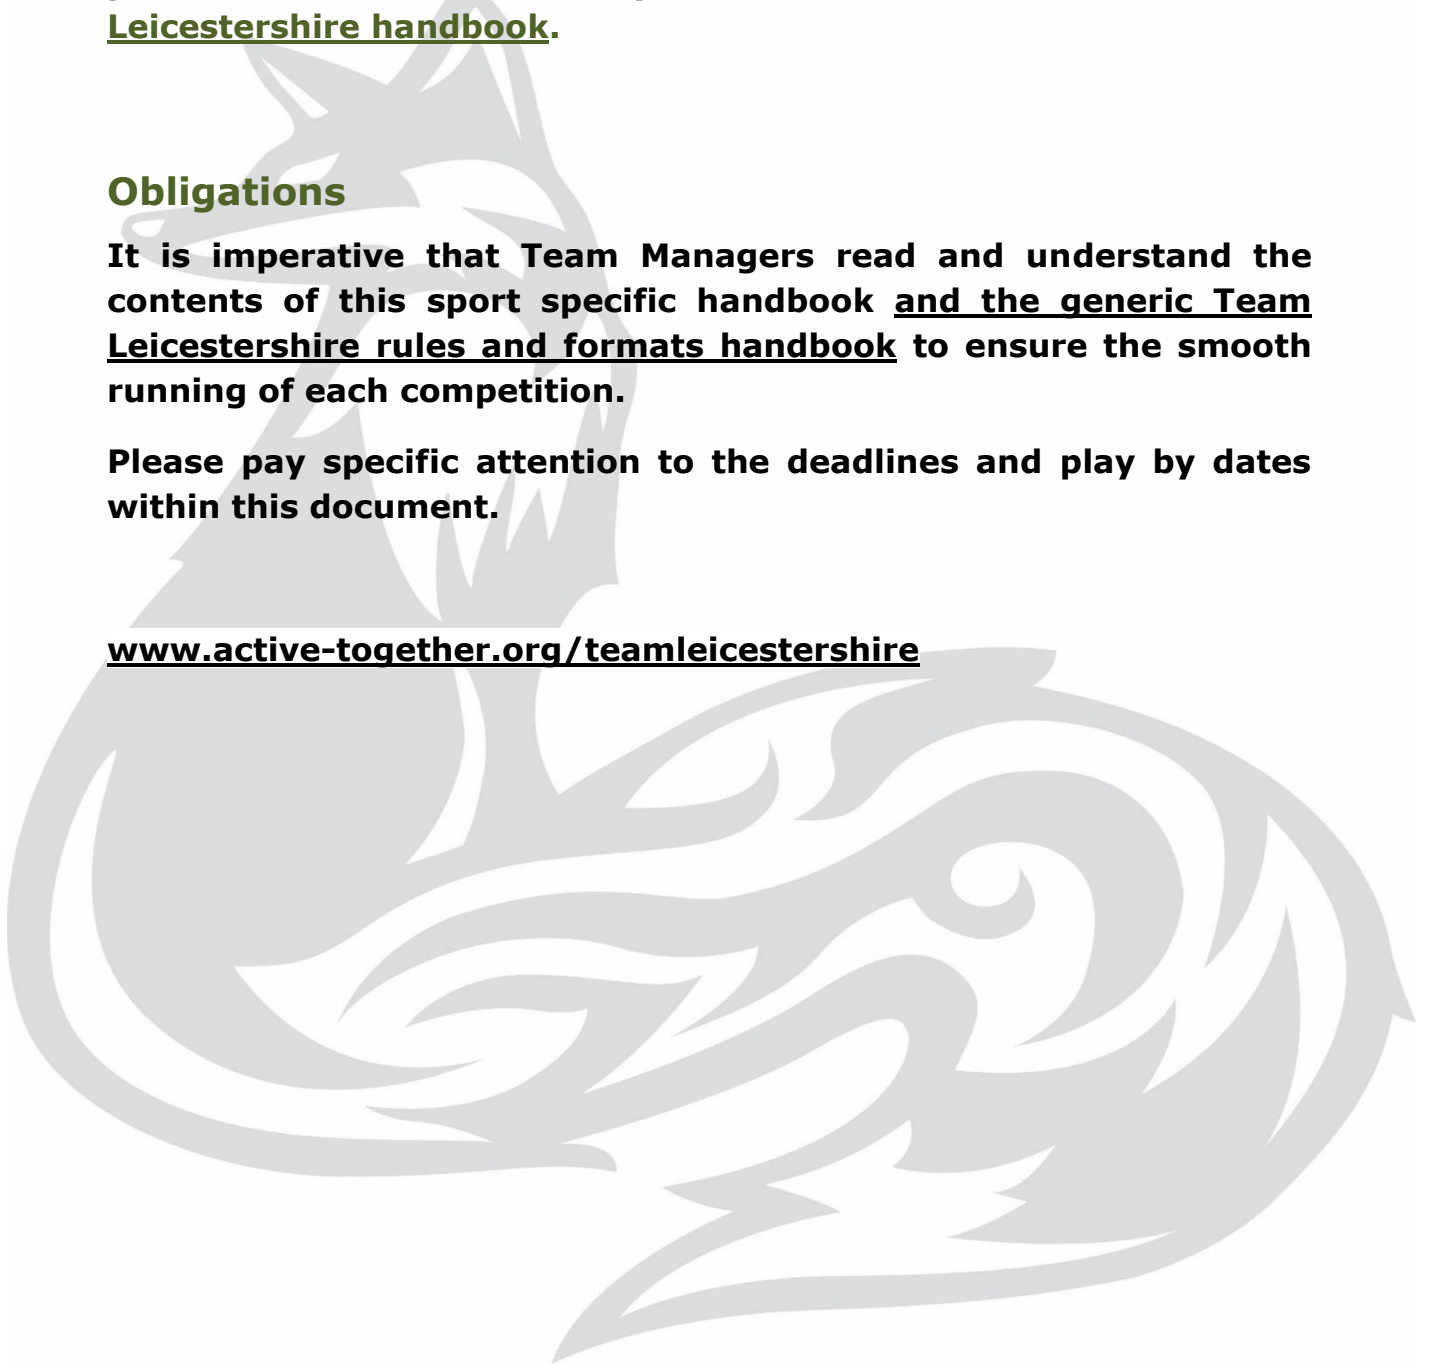 Leicestershire handbook.
Obligations
It is imperative that Team Managers read and understand the
contents of this sport specific handbook and the generic Team
Leicestershire rules and formats handbook to ensure the smooth
running of each competition.
Please pay specific attention to the deadlines and play by dates
within this document.
www.active-together.org/teamleicestershire